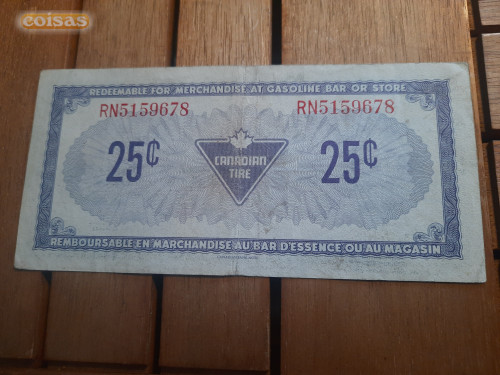 coisas
REDEEMABLE FOR MERCHANDISE AT GASOLINE BAR OR STORE
RN5159678 RN5159678
25¢ 25¢
CANADIAN
TIRE
REMBOURSABLE EN MARCHANDISE AU BAR D'ESSENCE OU AU MAGASIN